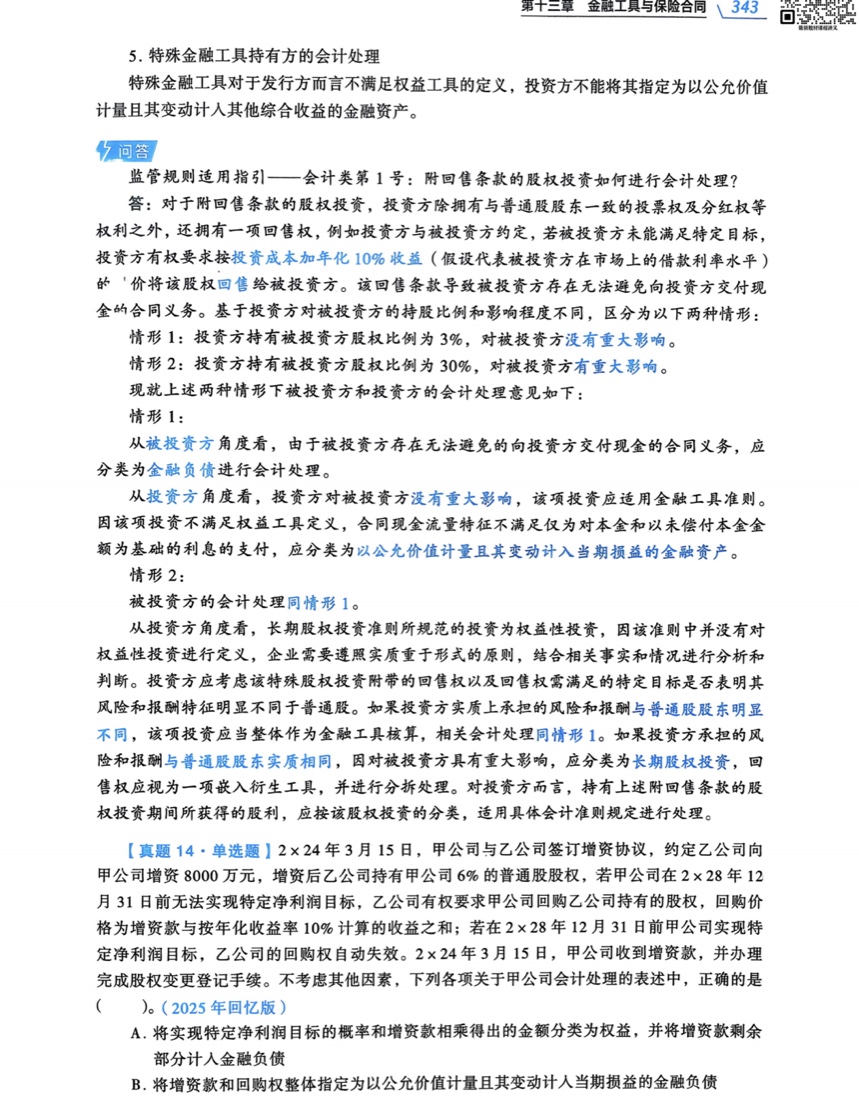 第十三章 金融工具与保险合同 343
5. 特殊金融工具持有方的会计处理
特殊金融工具对于发行方而言不满足权益工具的定义，投资方不能将其指定为以公允价值
计量且其变动计入其他综合收益的金融资产。
问答
监管规则适用指引——会计类第 1 号：附回售条款的股权投资如何进行会计处理？
答：对于附回售条款的股权投资，投资方除拥有与普通股股东一致的投票权及分红权等
权利之外，还拥有一项回售权，例如投资方与被投资方约定，若被投资方未能满足特定目标，
投资方有权要求按投资成本加年化 10% 收益（假设代表被投资方在市场上的借款利率水平）
的 价将该股权回售给被投资方。该回售条款导致被投资方存在无法避免向投资方交付现
金的合同义务。基于投资方对被投资方的持股比例和影响程度不同，区分为以下两种情形：
情形 1：投资方持有被投资方股权比例为 3%，对被投资方没有重大影响。
情形 2：投资方持有被投资方股权比例为 30%，对被投资方有重大影响。
现就上述两种情形下被投资方和投资方的会计处理意见如下：
情形 1：
从被投资方角度看，由于被投资方存在无法避免的向投资方交付现金的合同义务，应
分类为金融负债进行会计处理。
从投资方角度看，投资方对被投资方没有重大影响，该项投资应适用金融工具准则。
因该项投资不满足权益工具定义，合同现金流量特征不满足仅为对本金和以未偿付本金金
额为基础的利息的支付，应分类为以公允价值计量且其变动计入当期损益的金融资产。
情形 2：
被投资方的会计处理同情形 1。
从投资方角度看，长期股权投资准则所规范的投资为权益性投资，因该准则中并没有对
权益性投资进行定义，企业需要遵照实质重于形式的原则，结合相关事实和情况进行分析和
判断。投资方应考虑该特殊股权投资附带的回售权以及回售权需满足的特定目标是否表明其
风险和报酬特征明显不同于普通股。如果投资方实质上承担的风险和报酬与普通股股东明显
不同，该项投资应当整体作为金融工具核算，相关会计处理同情形 1。如果投资方承担的风
险和报酬与普通股股东实质相同，因对被投资方具有重大影响，应分类为长期股权投资，回
售权应视为一项嵌入衍生工具，并进行分拆处理。对投资方而言，持有上述附回售条款的股
权投资期间所获得的股利，应按该股权投资的分类，适用具体会计准则规定进行处理。
【真题 14·单选题】2×24 年 3 月 15 日，甲公司与乙公司签订增资协议，约定乙公司向
甲公司增资 8000 万元，增资后乙公司持有甲公司 6% 的普通股股权，若甲公司在 2×28 年 12
月 31 日前无法实现特定净利润目标，乙公司有权要求甲公司回购乙公司持有的股权，回购价
格为增资款与按年化收益率 10% 计算的收益之和；若在 2×28 年 12 月 31 日前甲公司实现特
定净利润目标，乙公司的回购权自动失效。2×24 年 3 月 15 日，甲公司收到增资款，并办理
完成股权变更登记手续。不考虑其他因素，下列各项关于甲公司会计处理的表述中，正确的是
( )。（2025 年回忆版）
A. 将实现特定净利润目标的概率和增资款相乘得出的金额分类为权益，并将增资款剩余
部分计入金融负债
B. 将增资款和回购权整体指定为以公允价值计量且其变动计入当期损益的金融负债